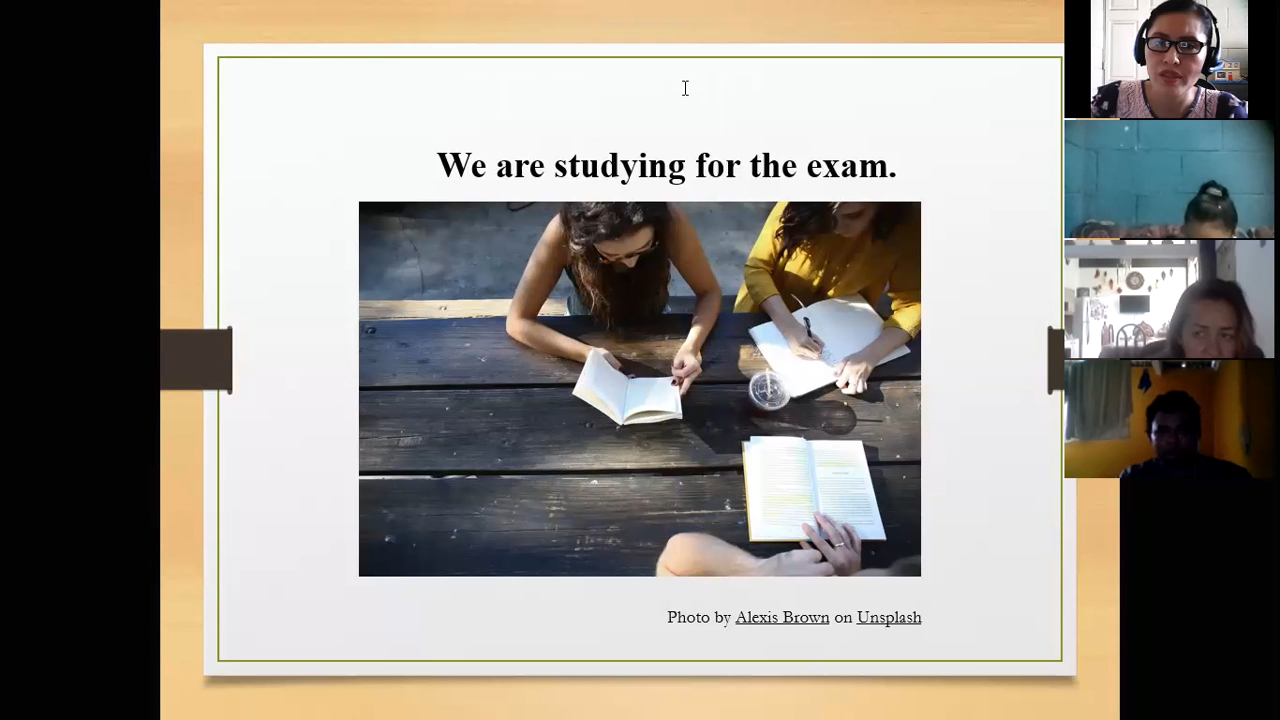 We are studying for the exam.
Photo by Alexis Brown on Unsplash